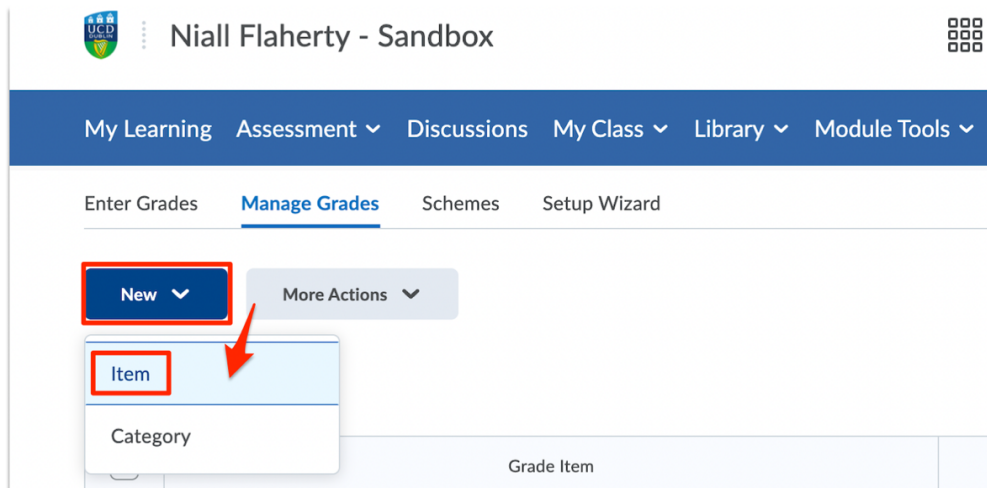 UCD
DUBLIN
Niall Flaherty - Sandbox
My Learning Assessment Discussions My Class Library Module Tools
Enter Grades Manage Grades Schemes Setup Wizard
New More Actions
Item
Category
Grade Item